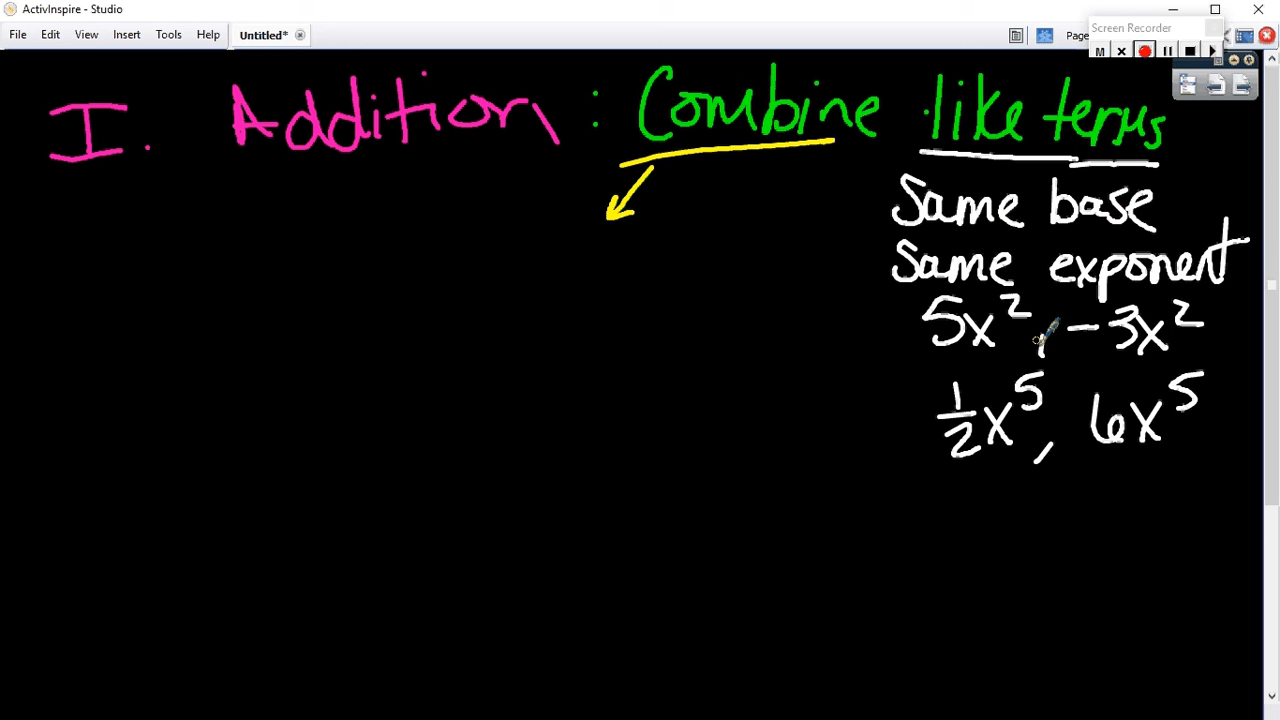 ActivInspire - Studio
File Edit View Insert Tools Help Untitled* Page
Screen Recorder
M
I. Addition : Combine like terms
Same base
Same exponent
5x², -3x²
½x⁵, 6x⁵